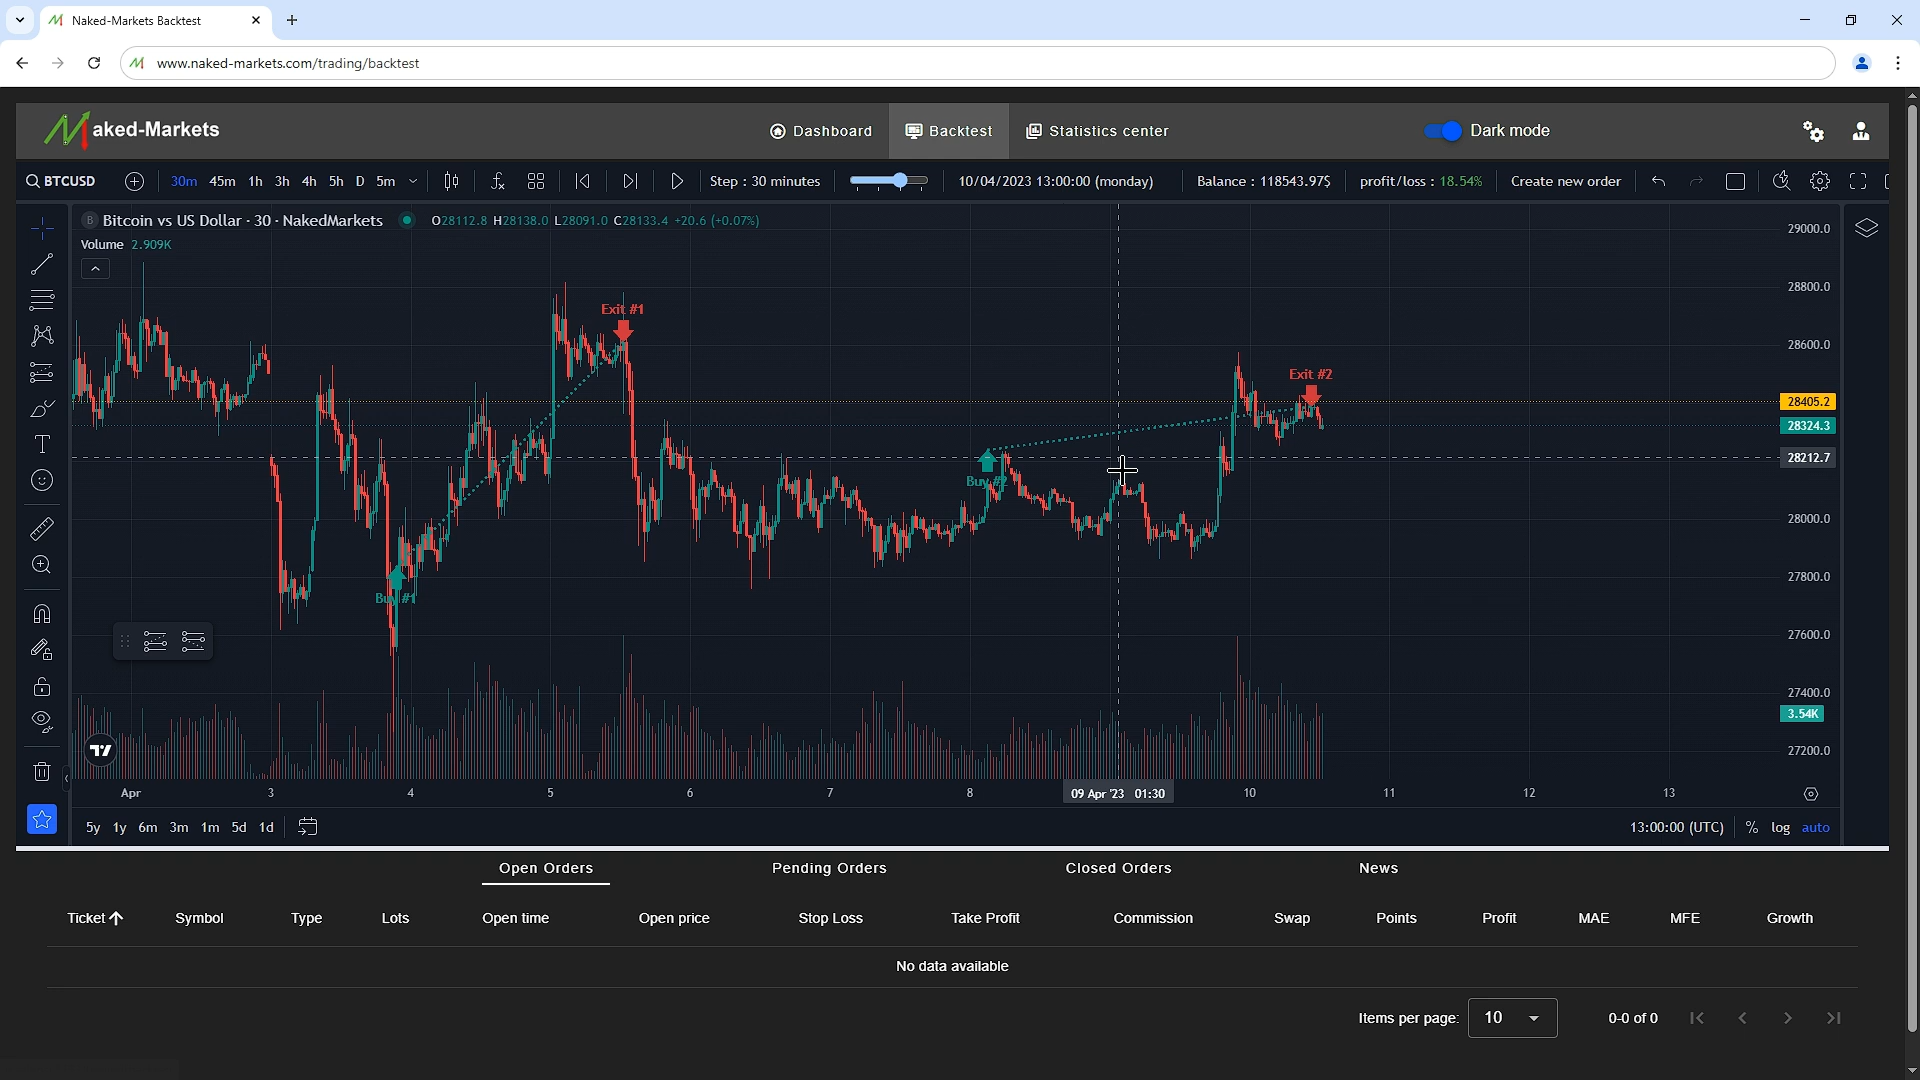 Naked-Markets Backtest
www.naked-markets.com/trading/backtest
aked-Markets
Dashboard
Backtest
Statistics center
Dark mode
BTCUSD
30m 45m 1h 3h 4h 5h D 5m
Step : 30 minutes
10/04/2023 13:00:00 (monday)
Balance : 118543.97$
profit/loss : 18.54%
Create new order
B Bitcoin vs US Dollar · 30 · NakedMarkets
O28112.8 H28138.0 L28091.0 C28133.4 +20.6 (+0.07%)
Volume 2.909K
29000.0
28800.0
28600.0
28405.2
28324.3
28212.7
28000.0
27800.0
27600.0
27400.0
3.54K
27200.0
Exit #1
Exit #2
Buy #2
Buy #1
Apr 3 4 5 6 7 8 09 Apr '23 01:30 10 11 12 13
5y 1y 6m 3m 1m 5d 1d
13:00:00 (UTC) % log auto
Open Orders
Pending Orders
Closed Orders
News
Ticket Symbol Type Lots Open time Open price Stop Loss Take Profit Commission Swap Points Profit MAE MFE Growth
No data available
Items per page: 10 0-0 of 0